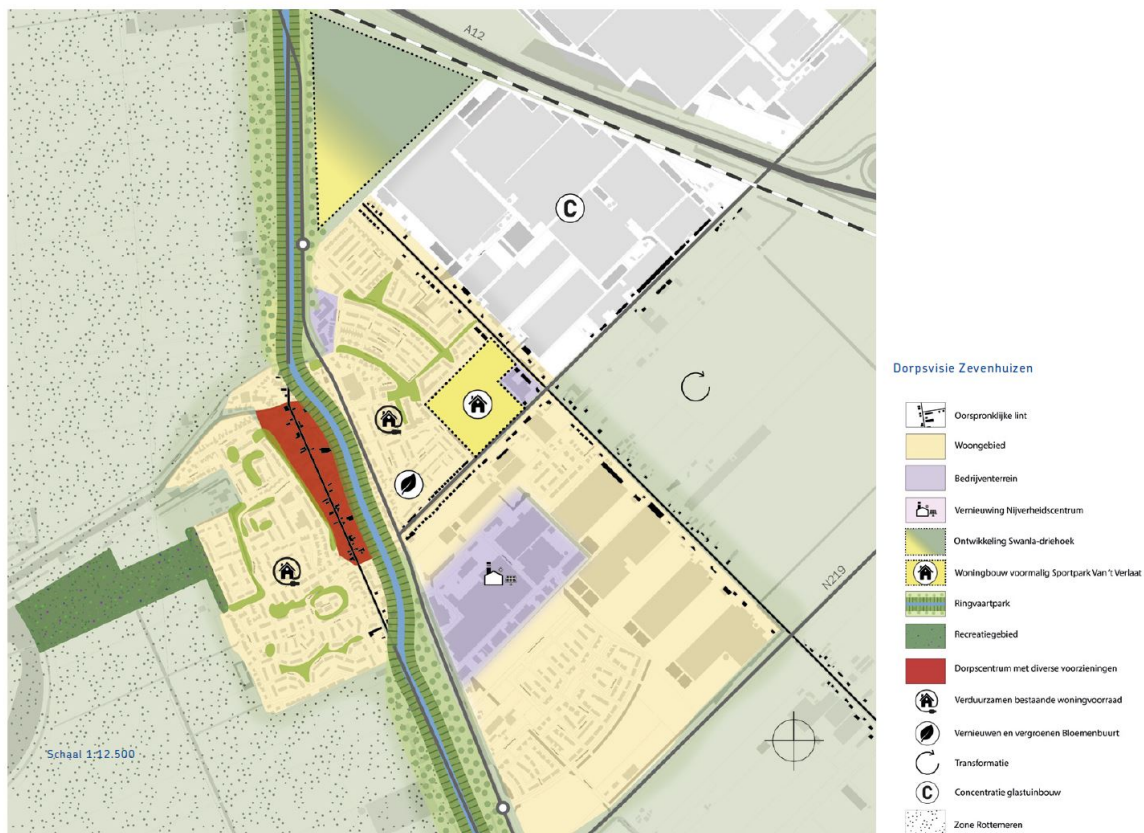 A12
C
N219
Schaal 1:12.500
Dorpsvisie Zevenhuizen
Oorspronklijke lint
Woongebied
Bedrijventerrein
Vernieuwing Nijverheidscentrum
Ontwikkeling Swanla-driehoek
Woningbouw voormalig Sportpark Van 't Verlaat
Ringvaartpark
Recreatiegebied
Dorpscentrum met diverse voorzieningen
Verduurzamen bestaande woningvoorraad
Vernieuwen en vergroenen Bloemenbuurt
Transformatie
C Concentratie glastuinbouw
Zone Rottemeren